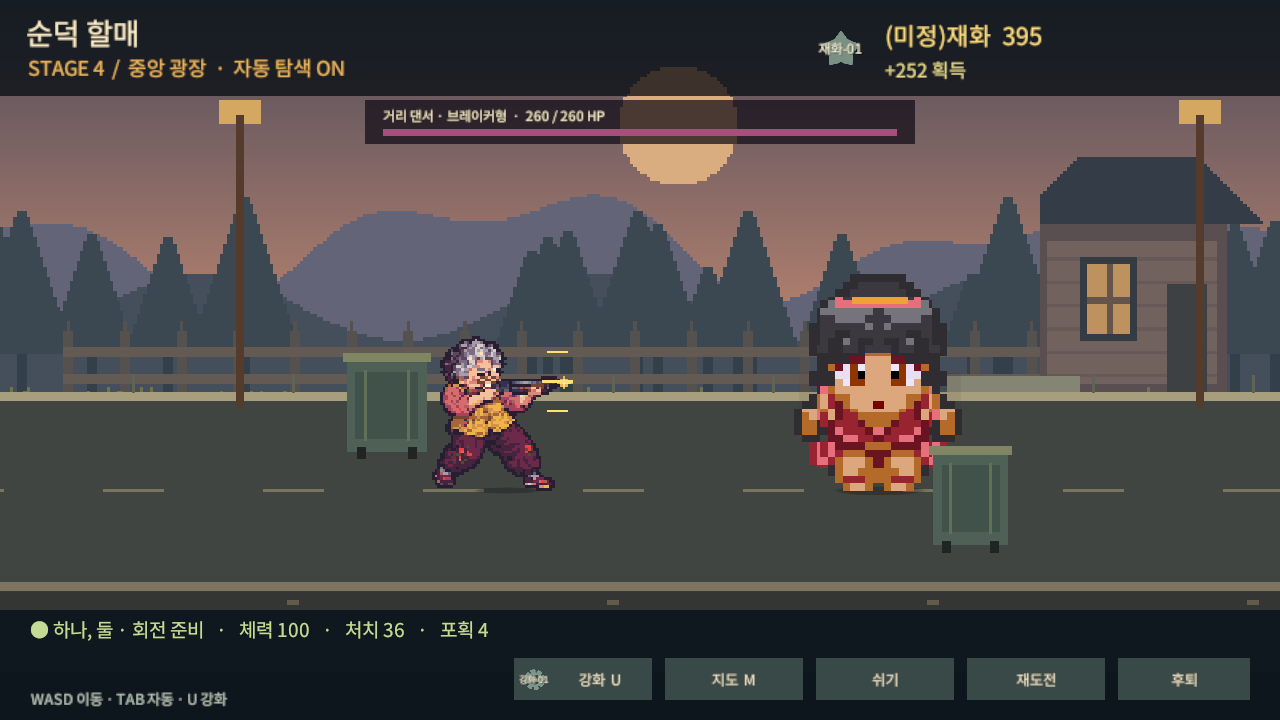 순덕 할매
STAGE 4 / 중앙 광장 · 자동 탐색 ON
재화-01
(미정)재화 395
+252 획득
거리 댄서 · 브레이커형 · 260 / 260 HP
하나, 둘 · 회전 준비 · 체력 100 · 처치 36 · 포획 4
강화 U
지도 M
쉬기
재도전
후퇴
WASD 이동 · TAB 자동 · U 강화